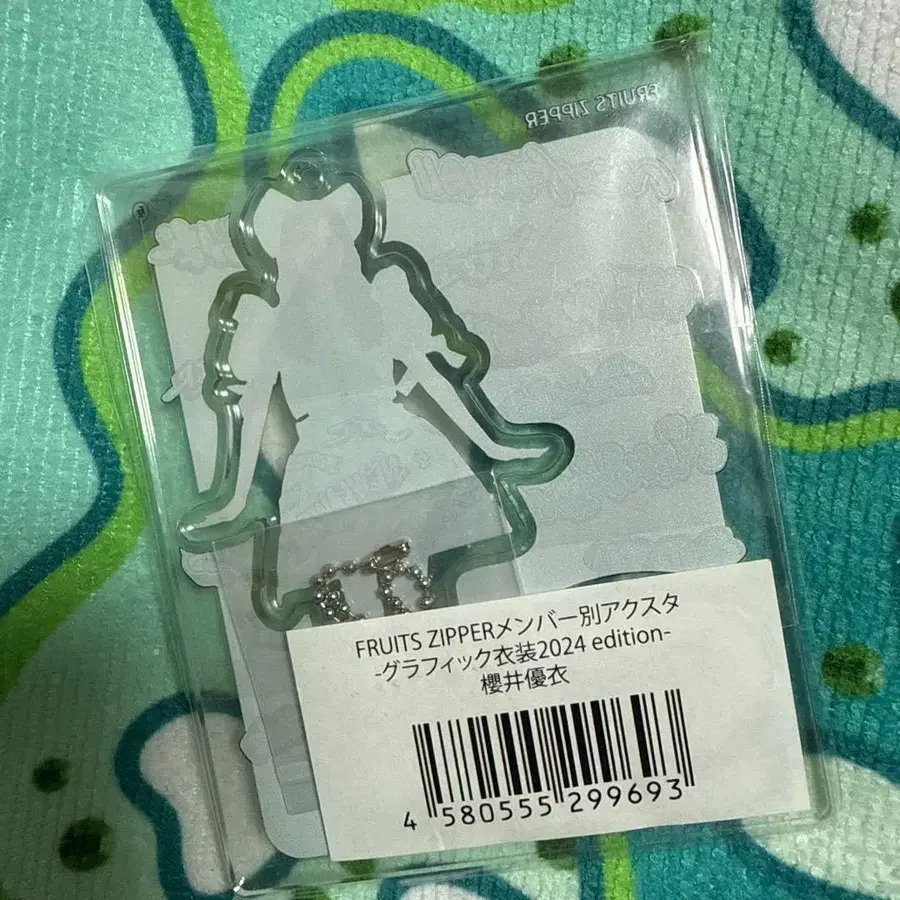 FRUITS ZIPPER
FRUITS ZIPPERメンバー別アクスタ
-グラフィック衣装2024 edition-
櫻井優衣
4 580555 299693